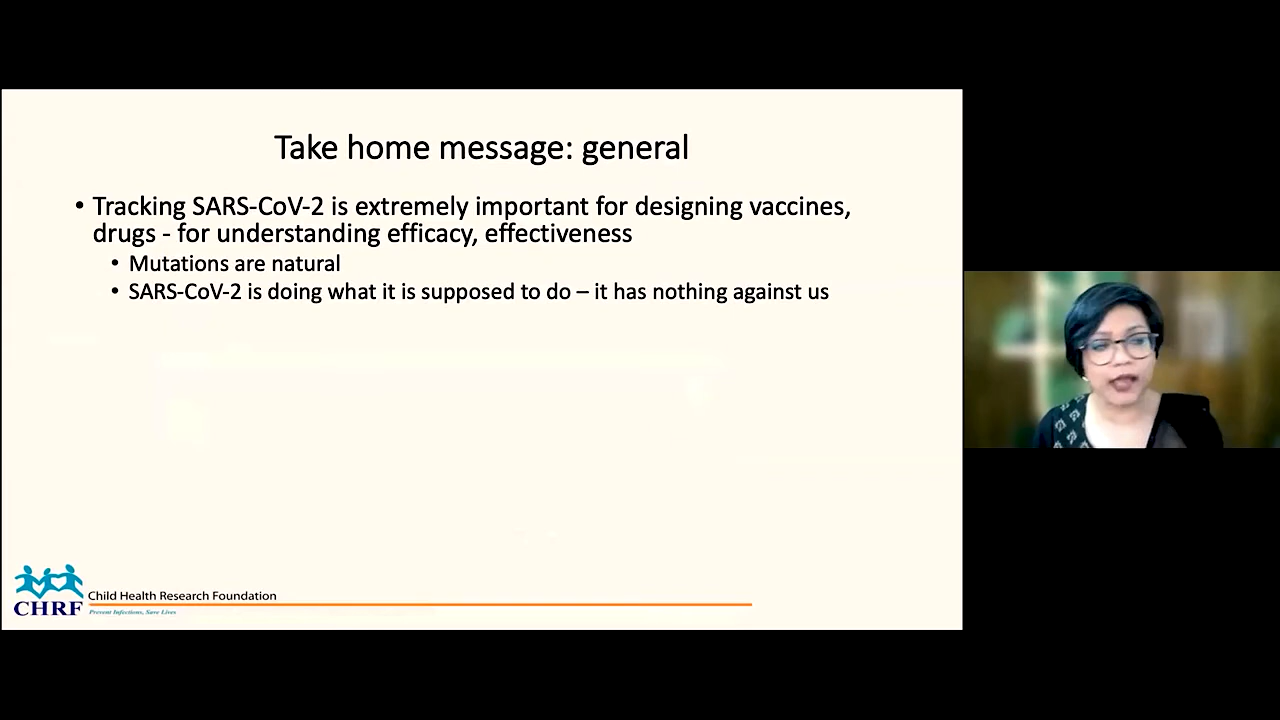 Take home message: general
• Tracking SARS-CoV-2 is extremely important for designing vaccines,
drugs - for understanding efficacy, effectiveness
• Mutations are natural
• SARS-CoV-2 is doing what it is supposed to do – it has nothing against us
CHRF
Child Health Research Foundation
Prevent Infections, Save Lives